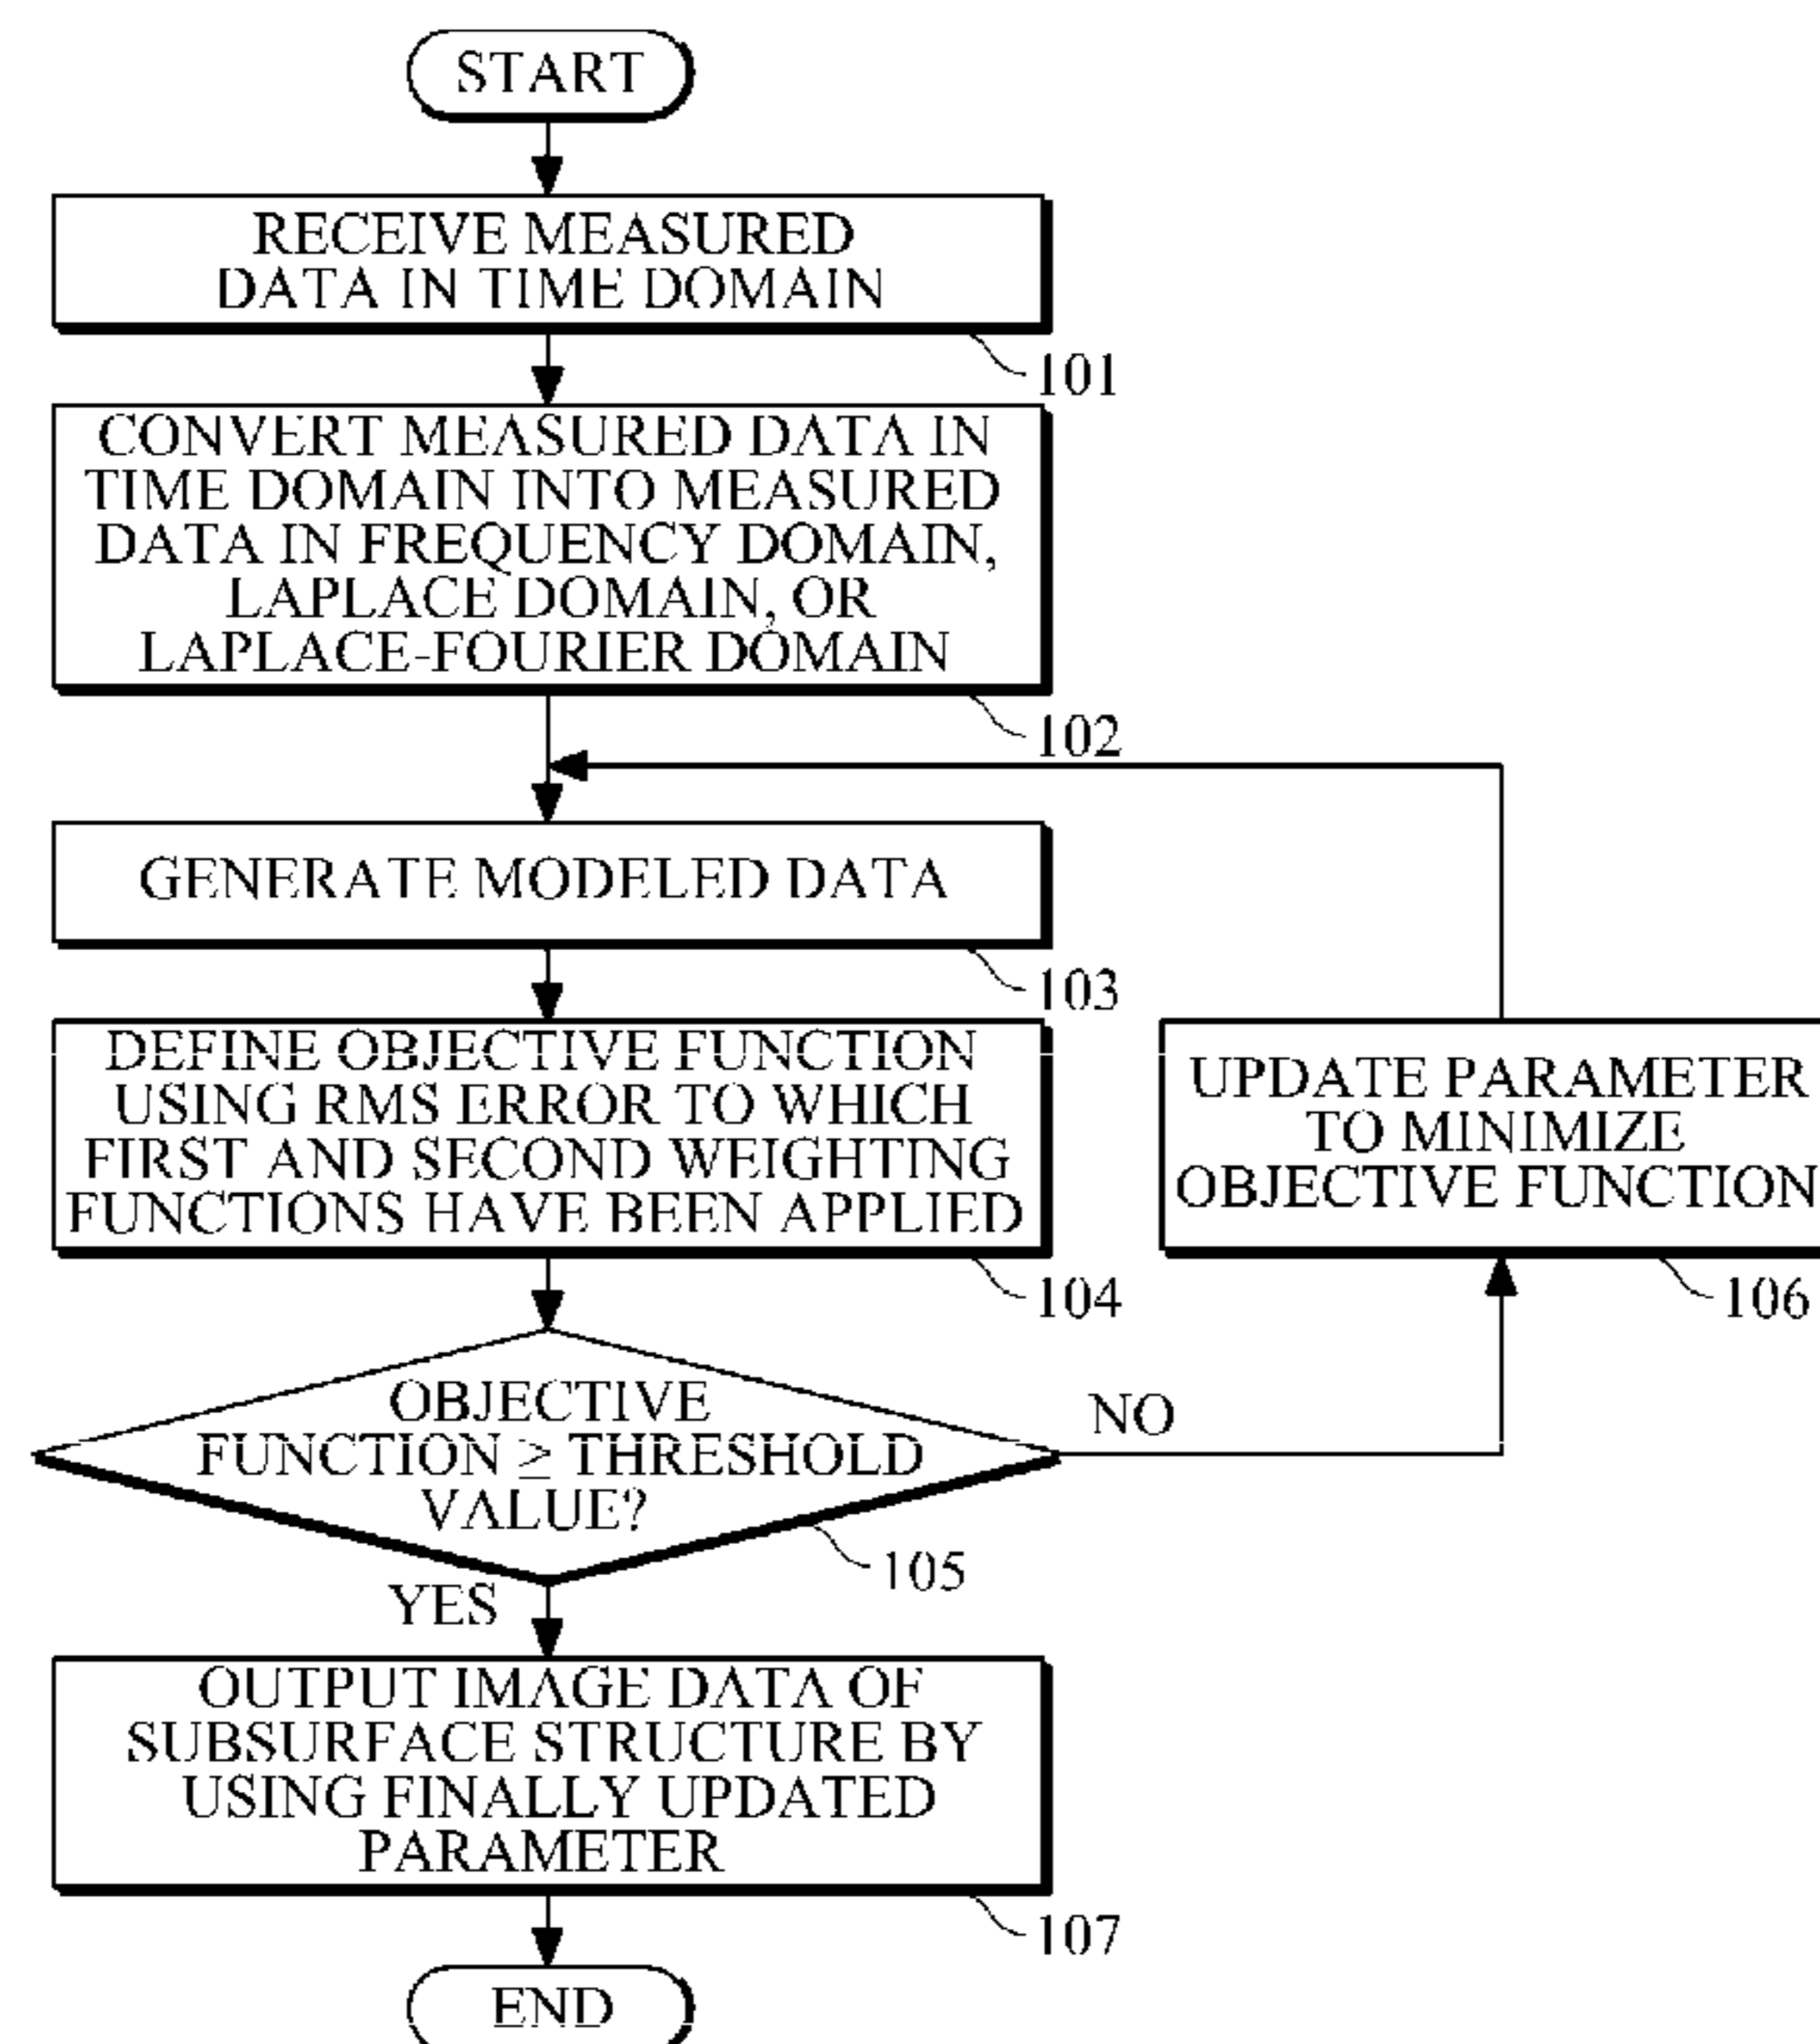 START
RECEIVE MEASURED
DATA IN TIME DOMAIN
101
CONVERT MEASURED DATA IN
TIME DOMAIN INTO MEASURED
DATA IN FREQUENCY DOMAIN,
LAPLACE DOMAIN, OR
LAPLACE-FOURIER DOMAIN
102
GENERATE MODELED DATA
103
DEFINE OBJECTIVE FUNCTION
USING RMS ERROR TO WHICH
FIRST AND SECOND WEIGHTING
FUNCTIONS HAVE BEEN APPLIED
104
UPDATE PARAMETER
TO MINIMIZE
OBJECTIVE FUNCTION
106
OBJECTIVE
FUNCTION ≥ THRESHOLD
VALUE?
105
NO
YES
OUTPUT IMAGE DATA OF
SUBSURFACE STRUCTURE BY
USING FINALLY UPDATED
PARAMETER
107
END